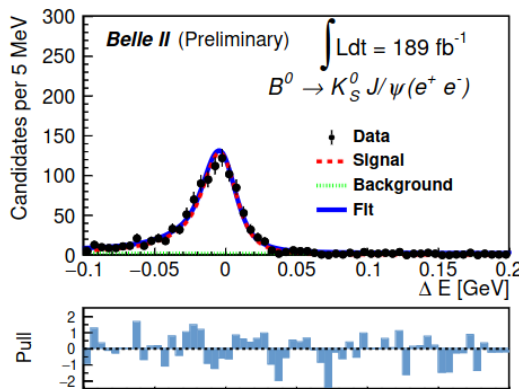 Belle II (Preliminary)
∫ Ldt = 189 fb⁻¹
B⁰ → K⁰_S J/ψ(e⁺ e⁻)
Candidates per 5 MeV
300
250
200
150
100
50
0
Data
Signal
Background
Fit
−0.1 −0.05 0 0.05 0.1 0.15 0.2
Δ E [GeV]
Pull
2
1
0
−1
−2